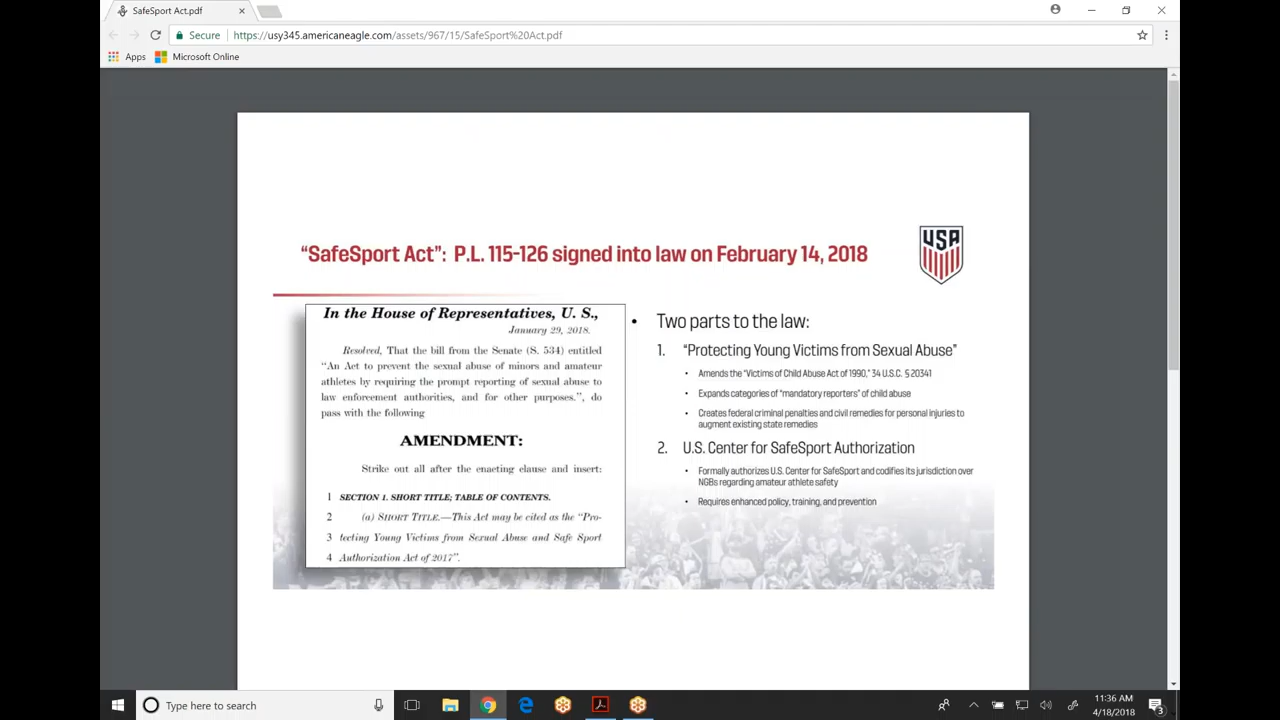 SafeSport Act.pdf
Secure
https://usy345.americaneagle.com/assets/967/15/SafeSport%20Act.pdf
Apps
Microsoft Online
"SafeSport Act": P.L. 115-126 signed into law on February 14, 2018
USA
In the House of Representatives, U. S.,
January 29, 2018.
Resolved, That the bill from the Senate (S. 534) entitled
"An Act to prevent the sexual abuse of minors and amateur
athletes by requiring the prompt reporting of sexual abuse to
law enforcement authorities, and for other purposes.", do
pass with the following
AMENDMENT:
Strike out all after the enacting clause and insert:
1 SECTION 1. SHORT TITLE; TABLE OF CONTENTS.
2 (a) SHORT TITLE.—This Act may be cited as the "Pro-
3 tecting Young Victims from Sexual Abuse and Safe Sport
4 Authorization Act of 2017".
• Two parts to the law:
1. "Protecting Young Victims from Sexual Abuse"
• Amends the "Victims of Child Abuse Act of 1990," 34 U.S.C. § 20341
• Expands categories of "mandatory reporters" of child abuse
• Creates federal criminal penalties and civil remedies for personal injuries to
augment existing state remedies
2. U.S. Center for SafeSport Authorization
• Formally authorizes U.S. Center for SafeSport and codifies its jurisdiction over
NGBs regarding amateur athlete safety
• Requires enhanced policy, training, and prevention
Type here to search
11:36 AM
4/18/2018
3